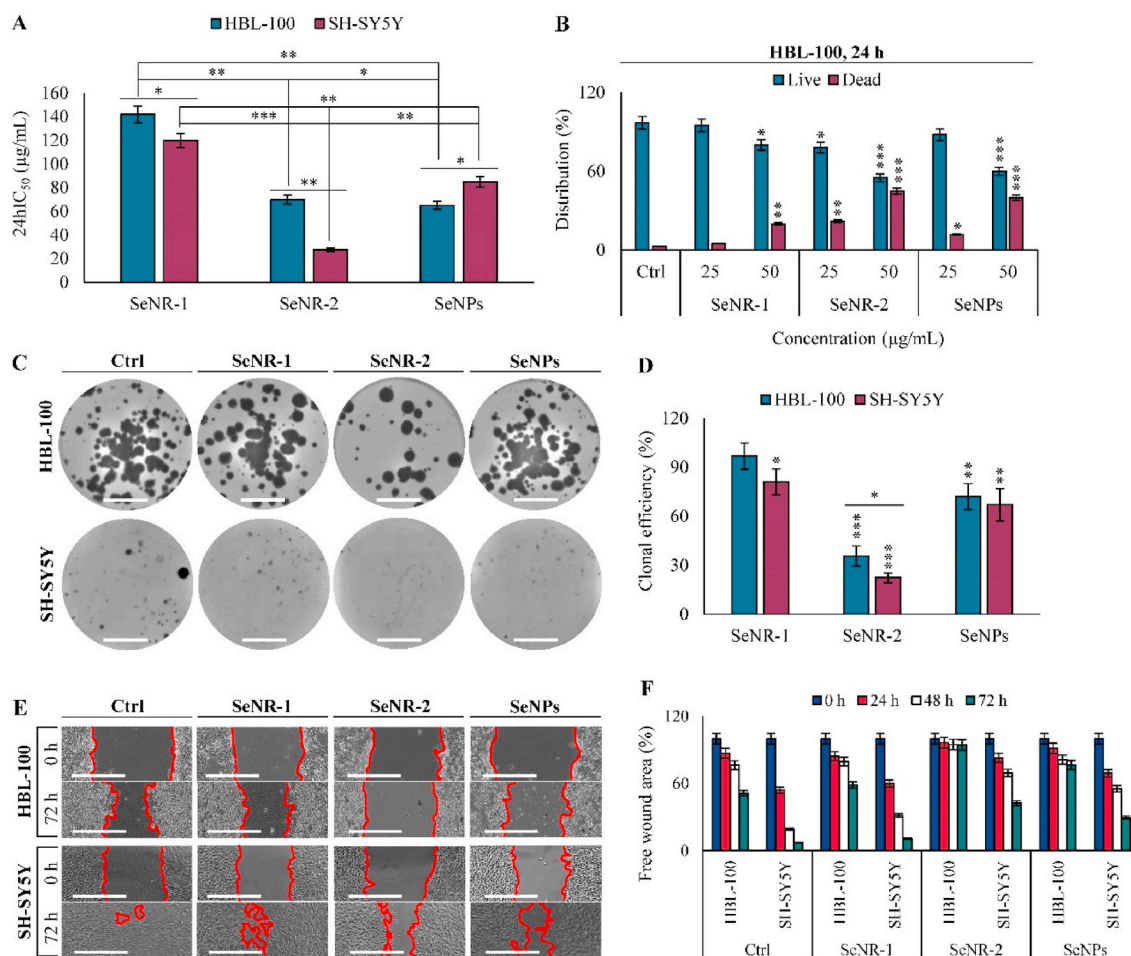 A
HBL-100 SH-SY5Y
**
** *
**
*** **
* ** *
24hIC50 (µg/mL)
160
140
120
100
80
60
40
20
0
SeNR-1 SeNR-2 SeNPs
B
HBL-100, 24 h
Live Dead
Distribution (%)
120
60
0
* ** * ** *** *** * *** ***
Ctrl 25 50 25 50 25 50
SeNR-1 SeNR-2 SeNPs
Concentration (µg/mL)
C
Ctrl SeNR-1 SeNR-2 SeNPs
HBL-100
SH-SY5Y
D
HBL-100 SH-SY5Y
Clonal efficiency (%)
120
90
60
30
0
* *** * *** ** **
SeNR-1 SeNR-2 SeNPs
E
Ctrl SeNR-1 SeNR-2 SeNPs
HBL-100
0 h
72 h
SH-SY5Y
0 h
72 h
F
0 h 24 h 48 h 72 h
Free wound area (%)
120
60
0
HBL-100 SH-SY5Y HBL-100 SH-SY5Y HBL-100 SH-SY5Y HBL-100 SH-SY5Y
Ctrl SeNR-1 SeNR-2 SeNPs